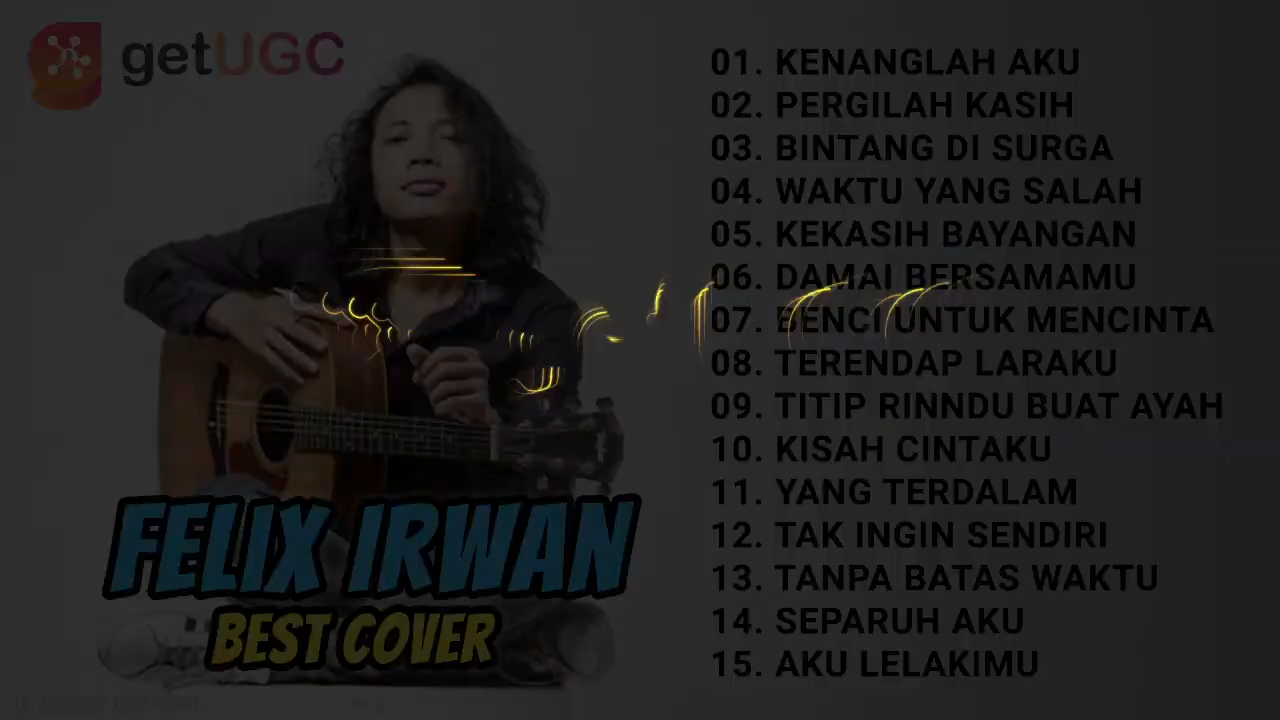 getUGC
01. KENANGLAH AKU
02. PERGILAH KASIH
03. BINTANG DI SURGA
04. WAKTU YANG SALAH
05. KEKASIH BAYANGAN
06. DAMAI BERSAMAMU
07. BENCI UNTUK MENCINTA
08. TERENDAP LARAKU
09. TITIP RINNDU BUAT AYAH
10. KISAH CINTAKU
11. YANG TERDALAM
12. TAK INGIN SENDIRI
13. TANPA BATAS WAKTU
14. SEPARUH AKU
15. AKU LELAKIMU
FELIX IRWAN
BEST COVER